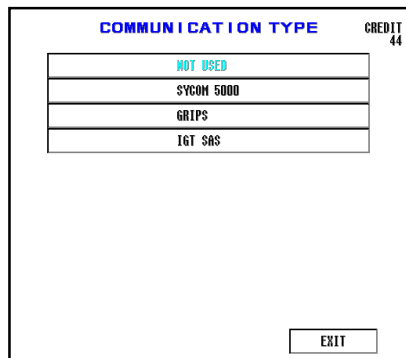 COMMUNICATION TYPE
CREDIT
44
NOT USED
SYCOM 5000
GRIPS
IGT SAS
EXIT